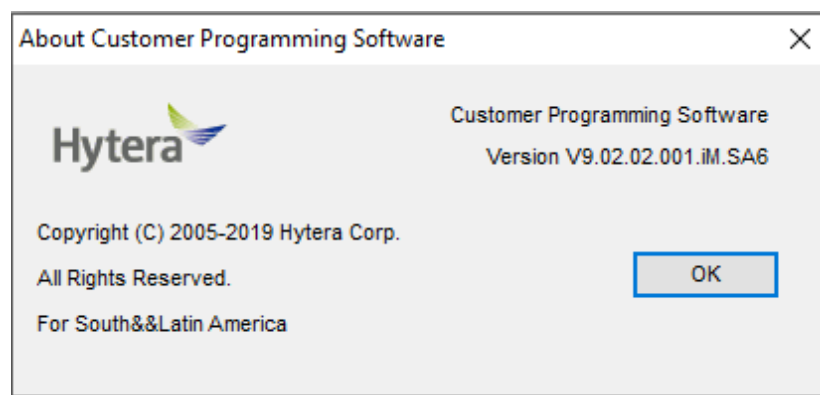 About Customer Programming Software
Hytera
Customer Programming Software
Version V9.02.02.001.iM.SA6
Copyright (C) 2005-2019 Hytera Corp.
All Rights Reserved.
OK
For South&&Latin America